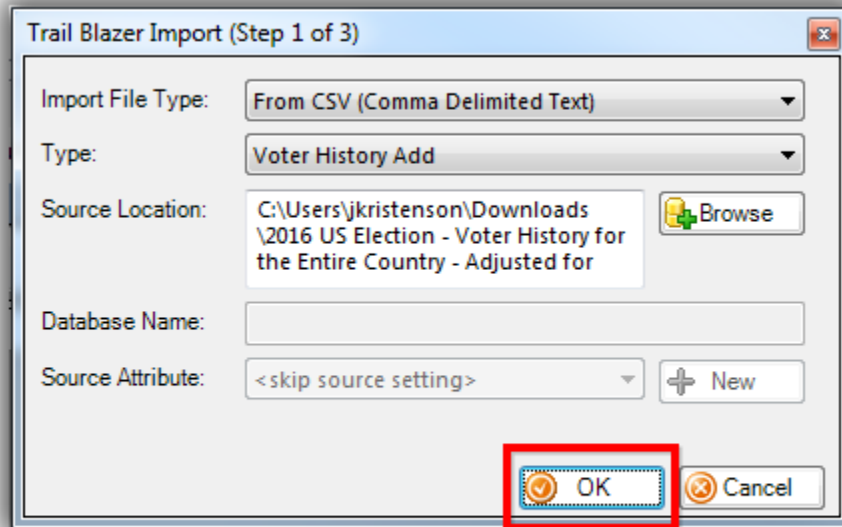 Trail Blazer Import (Step 1 of 3)
Import File Type:
From CSV (Comma Delimited Text)
Type:
Voter History Add
Source Location:
C:\Users\jkristenson\Downloads
\2016 US Election - Voter History for
the Entire Country - Adjusted for
Browse
Database Name:
Source Attribute:
<skip source setting>
New
OK
Cancel